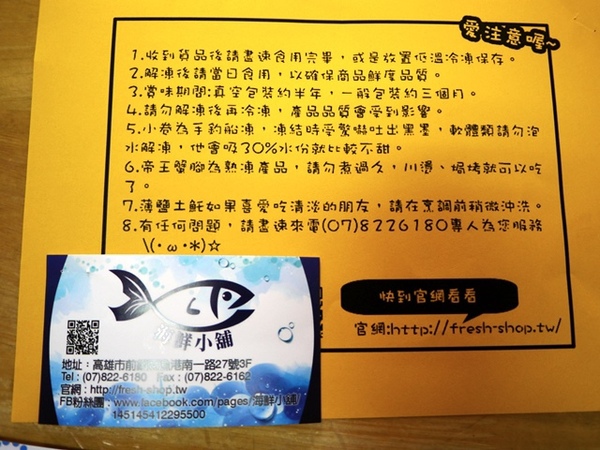 愛注意喔~
1.收到貨品後請盡速食用完畢，或是放置低溫冷凍保存。
2.解凍後請當日食用，以確保商品鮮度品質。
3.賞味期間:真空包裝約半年，一般包裝約三個月。
4.請勿解凍後再冷凍，產品品質會受到影響。
5.小卷為手釣船凍，凍結時受驚嚇吐出黑墨，軟體類請勿泡
水解凍，他會吸30%水份就比較不甜。
6.帝王蟹腳為熟凍產品，請勿煮過久，川燙、焗烤就可以吃
了。
7.薄鹽土魠如果喜愛吃清淡的朋友，請在烹調前稍微沖洗。
8.有任何問題，請盡速來電(07)8226180專人為您服務
\(·ω·*)☆
快到官網看看
官網:http://fresh-shop.tw/
海鮮小舖
地址：高雄市前 港南一路27號3F
Tel : (07)822-6180 Fax : (07)822-6162
官網 : http://fresh-shop.tw
FB粉絲團 : www.facebook.com/pages/海鮮小舖/
145145412295500